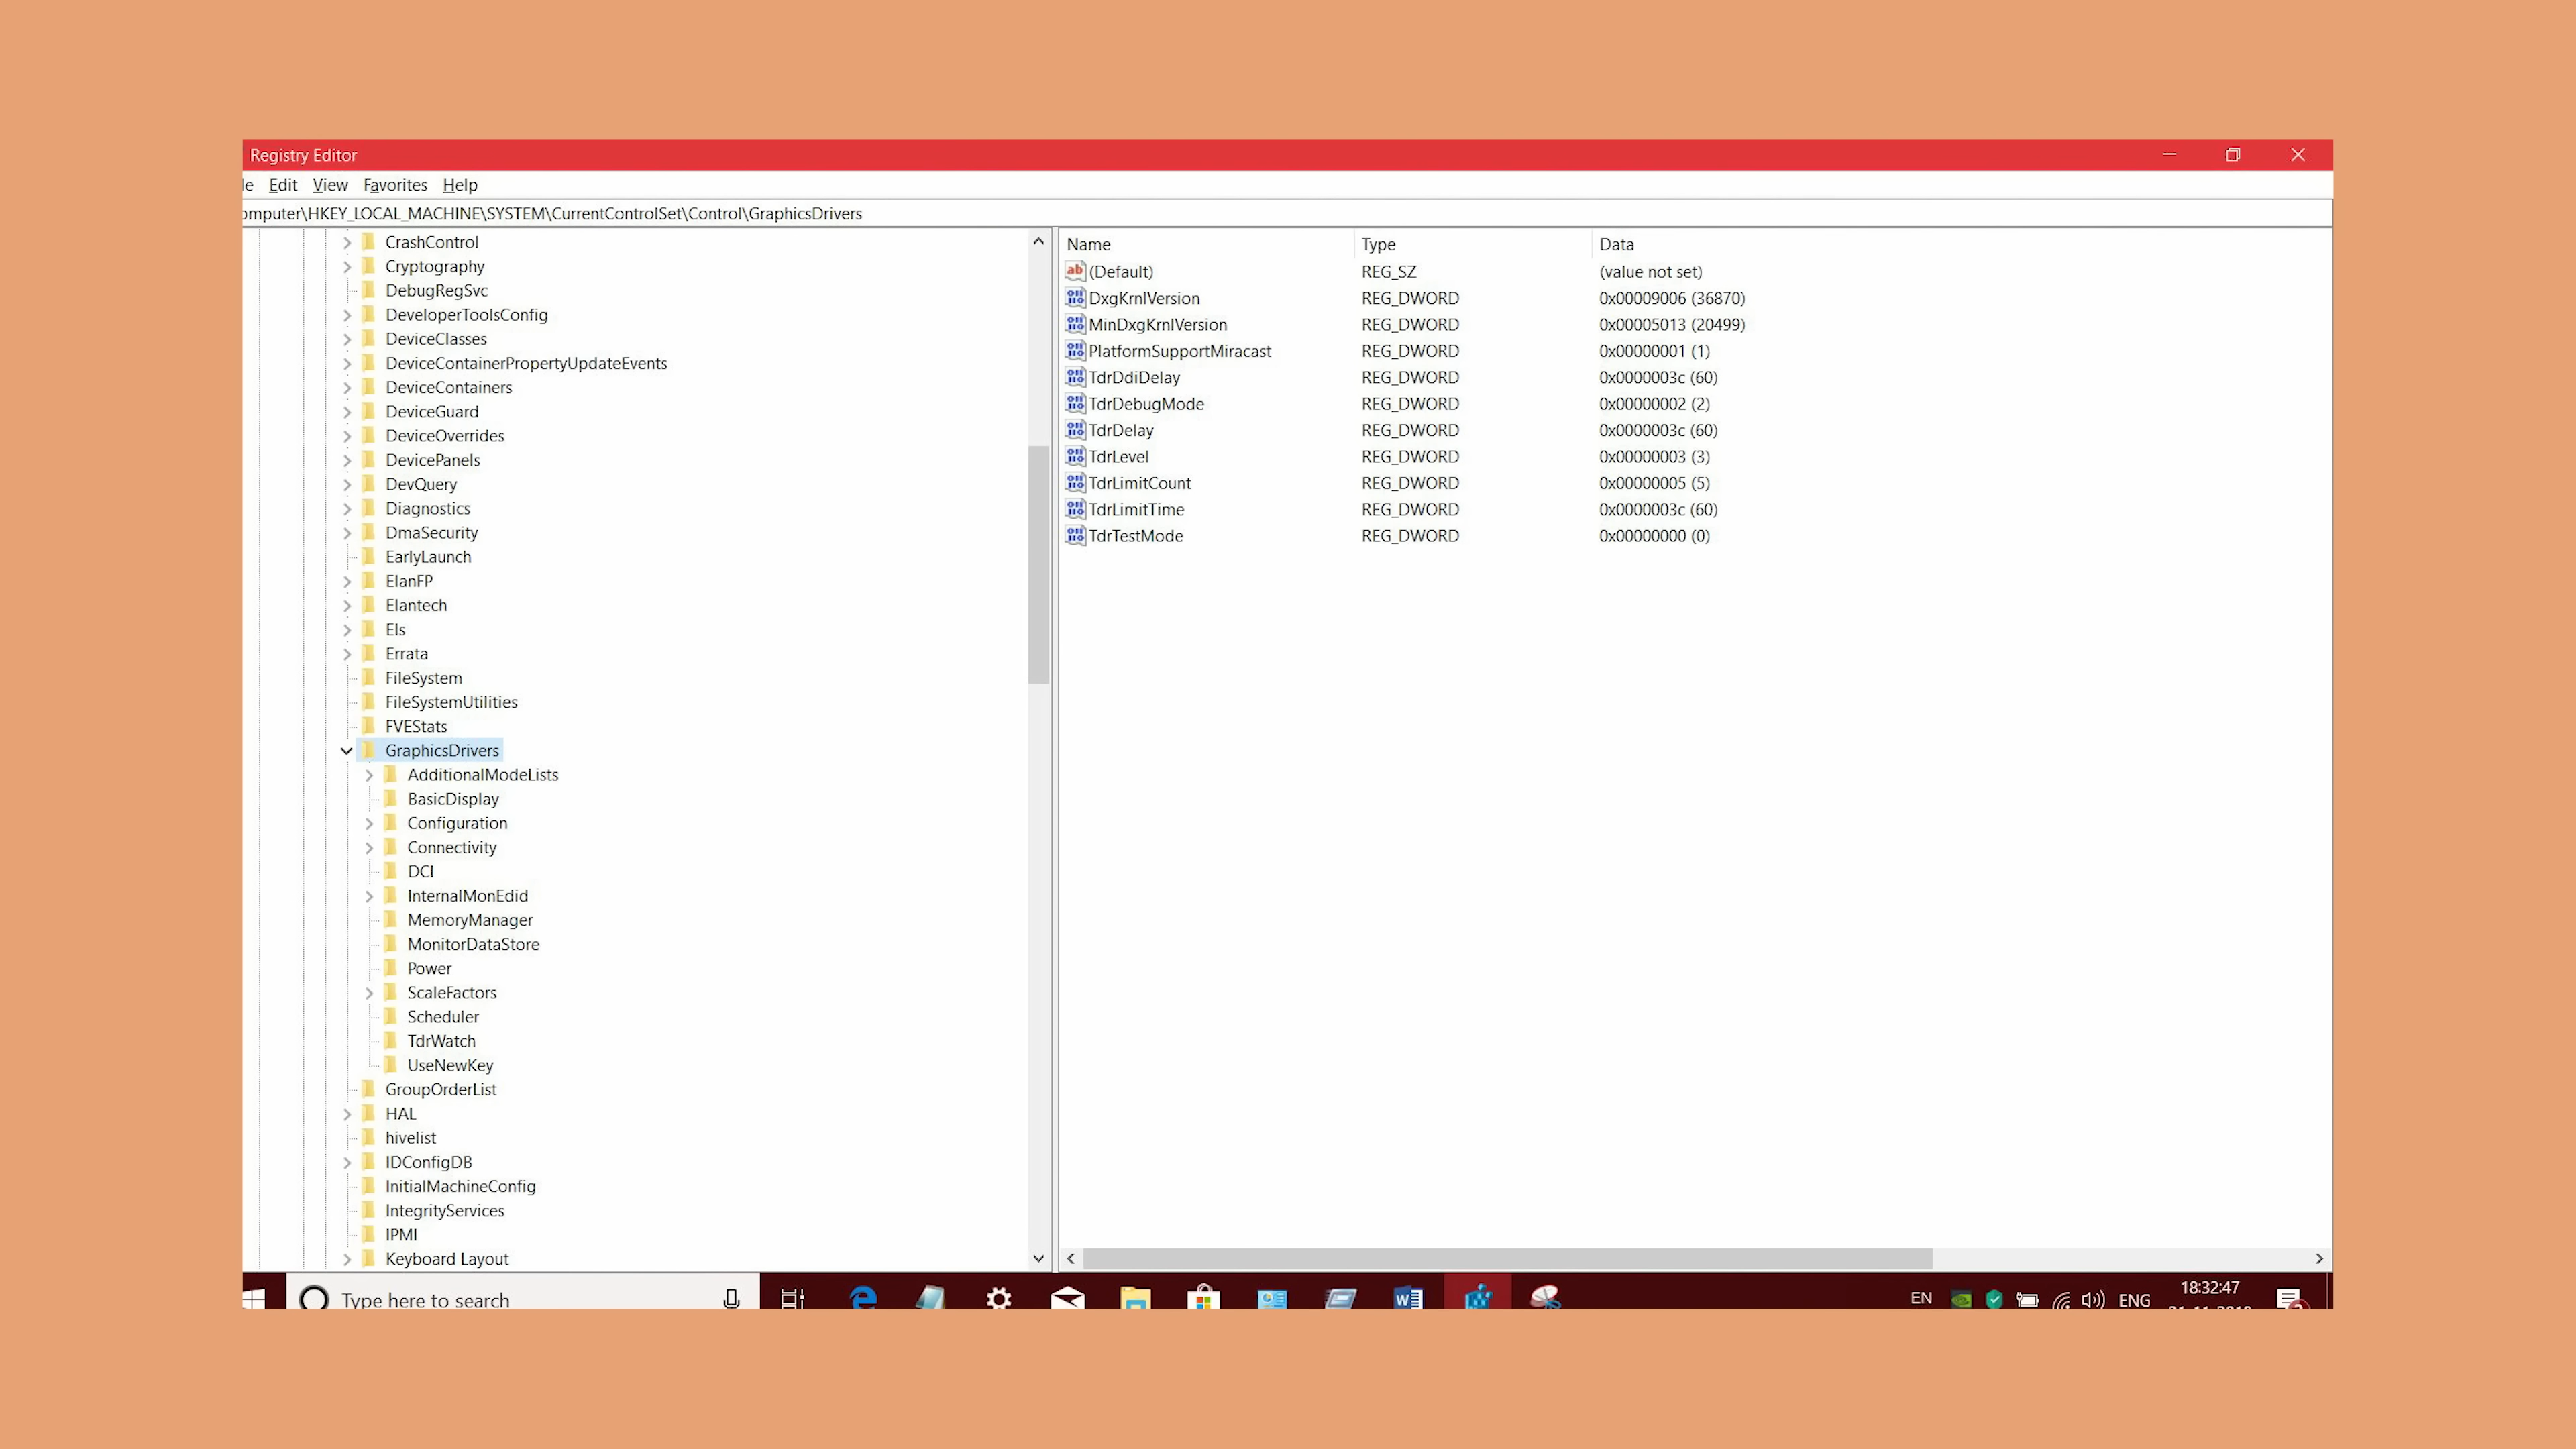 Registry Editor
le Edit View Favorites Help
omputer\HKEY_LOCAL_MACHINE\SYSTEM\CurrentControlSet\Control\GraphicsDrivers
CrashControl
Cryptography
DebugRegSvc
DeveloperToolsConfig
DeviceClasses
DeviceContainerPropertyUpdateEvents
DeviceContainers
DeviceGuard
DeviceOverrides
DevicePanels
DevQuery
Diagnostics
DmaSecurity
EarlyLaunch
ElanFP
Elantech
Els
Errata
FileSystem
FileSystemUtilities
FVEStats
GraphicsDrivers
AdditionalModeLists
BasicDisplay
Configuration
Connectivity
DCI
InternalMonEdid
MemoryManager
MonitorDataStore
Power
ScaleFactors
Scheduler
TdrWatch
UseNewKey
GroupOrderList
HAL
hivelist
IDConfigDB
InitialMachineConfig
IntegrityServices
IPMI
Keyboard Layout
Name Type Data
(Default) REG_SZ (value not set)
DxgKrnlVersion REG_DWORD 0x00009006 (36870)
MinDxgKrnlVersion REG_DWORD 0x00005013 (20499)
PlatformSupportMiracast REG_DWORD 0x00000001 (1)
TdrDdiDelay REG_DWORD 0x0000003c (60)
TdrDebugMode REG_DWORD 0x00000002 (2)
TdrDelay REG_DWORD 0x0000003c (60)
TdrLevel REG_DWORD 0x00000003 (3)
TdrLimitCount REG_DWORD 0x00000005 (5)
TdrLimitTime REG_DWORD 0x0000003c (60)
TdrTestMode REG_DWORD 0x00000000 (0)
Type here to search
EN ENG 18:32:47